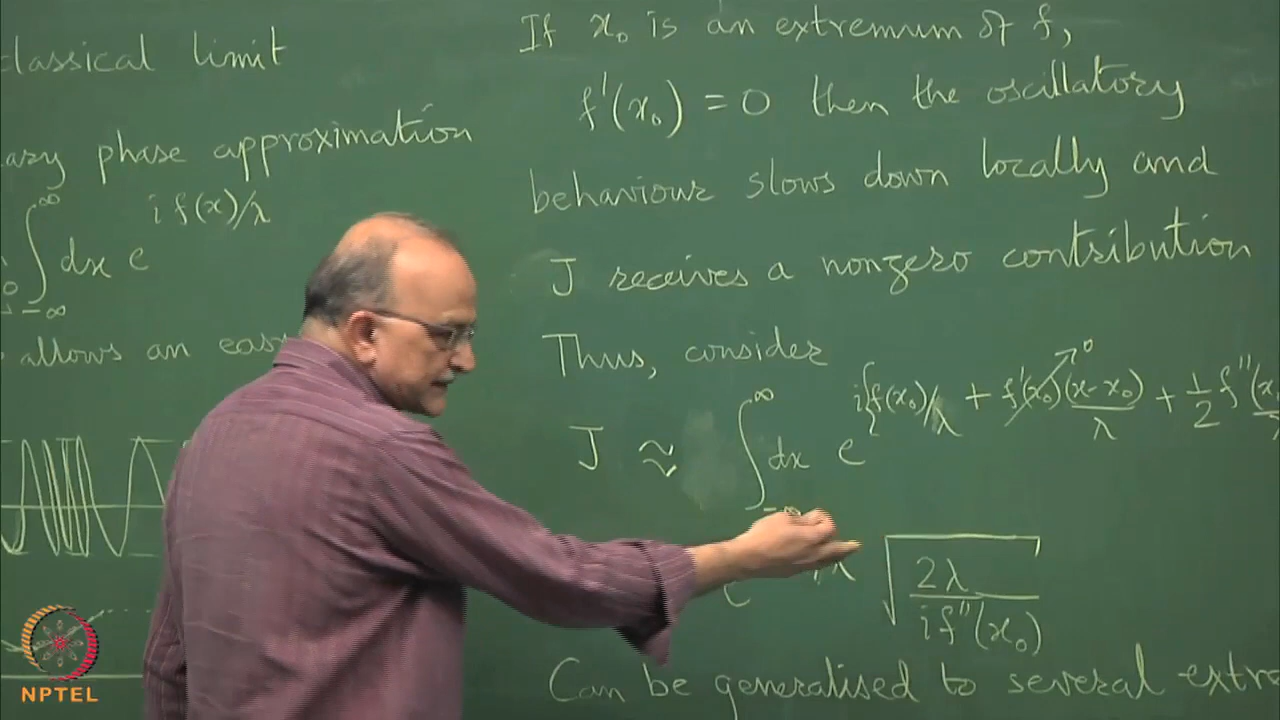 classical limit
phase approximation
∫_{-∞}^{∞} dx e^{i f(x)/λ}
allows an
If x₀ is an extremum of f,
f'(x₀) = 0 then the oscillatory
behaviour slows down locally and
J receives a nonzero contribution
Thus, consider
J ≈ ∫_{-∞}^{∞} dx e^{i{f(x₀)/λ + f'(x₀)(x-x₀)/λ → 0 + 1/2 f''(x
e √(2λ / i f''(x₀))
Can be generalised to several
NPTEL